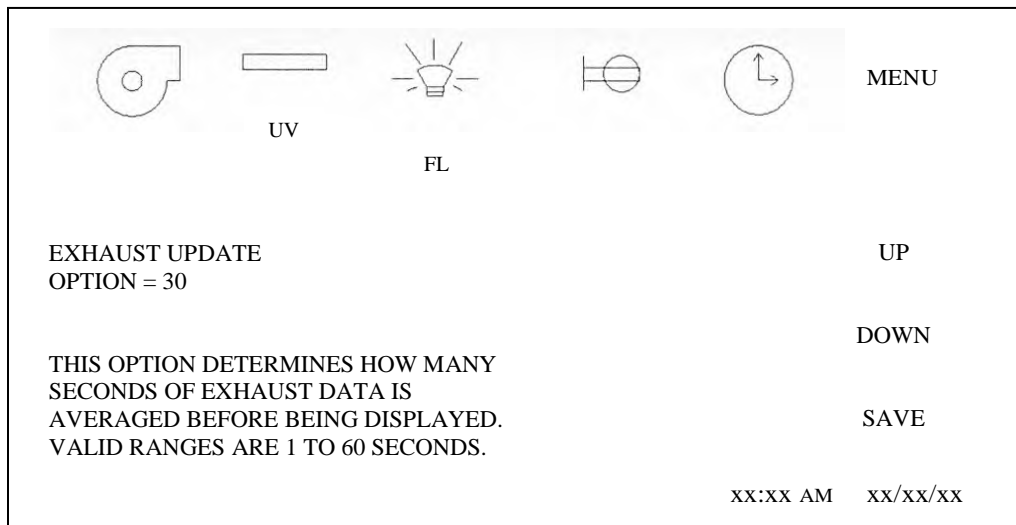 MENU
UV
FL
EXHAUST UPDATE
OPTION = 30
UP
DOWN
THIS OPTION DETERMINES HOW MANY
SECONDS OF EXHAUST DATA IS
AVERAGED BEFORE BEING DISPLAYED.
VALID RANGES ARE 1 TO 60 SECONDS.
SAVE
xx:xx AM xx/xx/xx